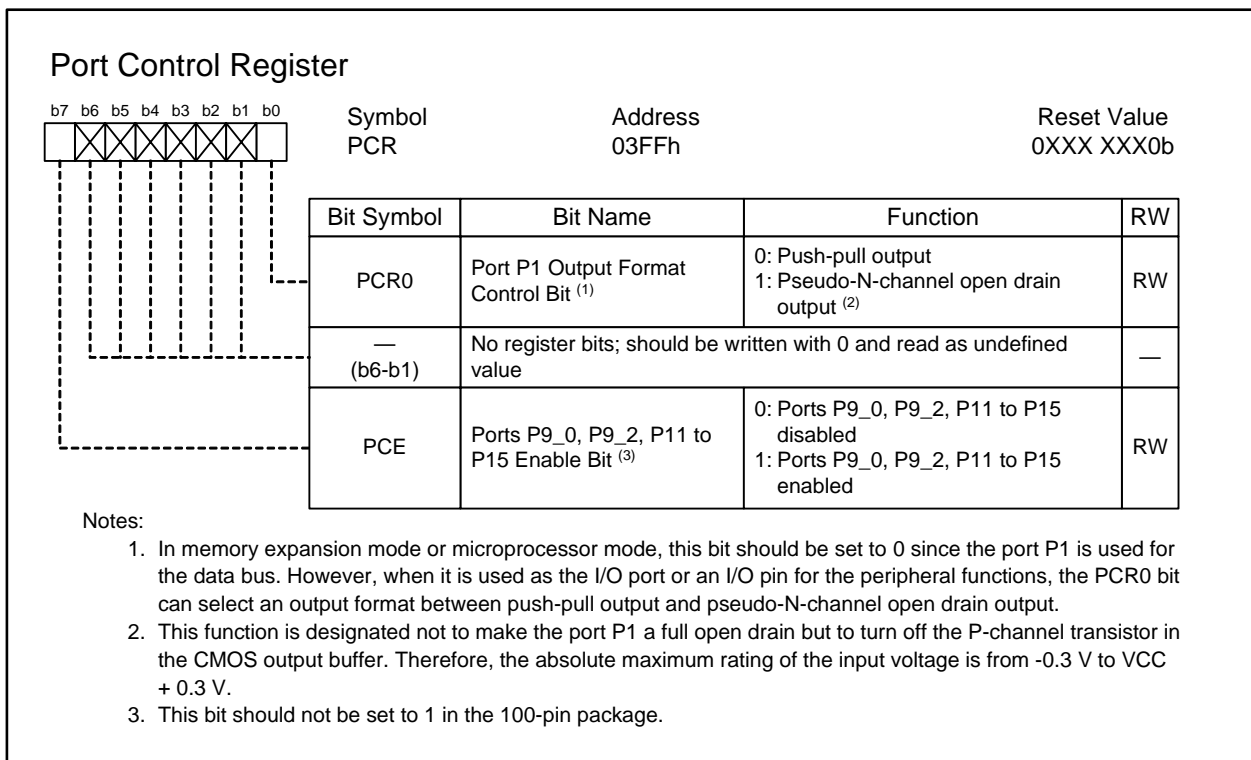 Port Control Register
b7 b6 b5 b4 b3 b2 b1 b0
Symbol Address Reset Value
PCR 03FFh 0XXX XXX0b
Bit Symbol Bit Name Function RW
PCR0
Port P1 Output Format
Control Bit (1)
0: Push-pull output
1: Pseudo-N-channel open drain
output (2)
RW
—
(b6-b1)
No register bits; should be written with 0 and read as undefined
value
—
PCE
Ports P9_0, P9_2, P11 to
P15 Enable Bit (3)
0: Ports P9_0, P9_2, P11 to P15
disabled
1: Ports P9_0, P9_2, P11 to P15
enabled
RW
Notes:
1. In memory expansion mode or microprocessor mode, this bit should be set to 0 since the port P1 is used for
the data bus. However, when it is used as the I/O port or an I/O pin for the peripheral functions, the PCR0 bit
can select an output format between push-pull output and pseudo-N-channel open drain output.
2. This function is designated not to make the port P1 a full open drain but to turn off the P-channel transistor in
the CMOS output buffer. Therefore, the absolute maximum rating of the input voltage is from -0.3 V to VCC
+ 0.3 V.
3. This bit should not be set to 1 in the 100-pin package.